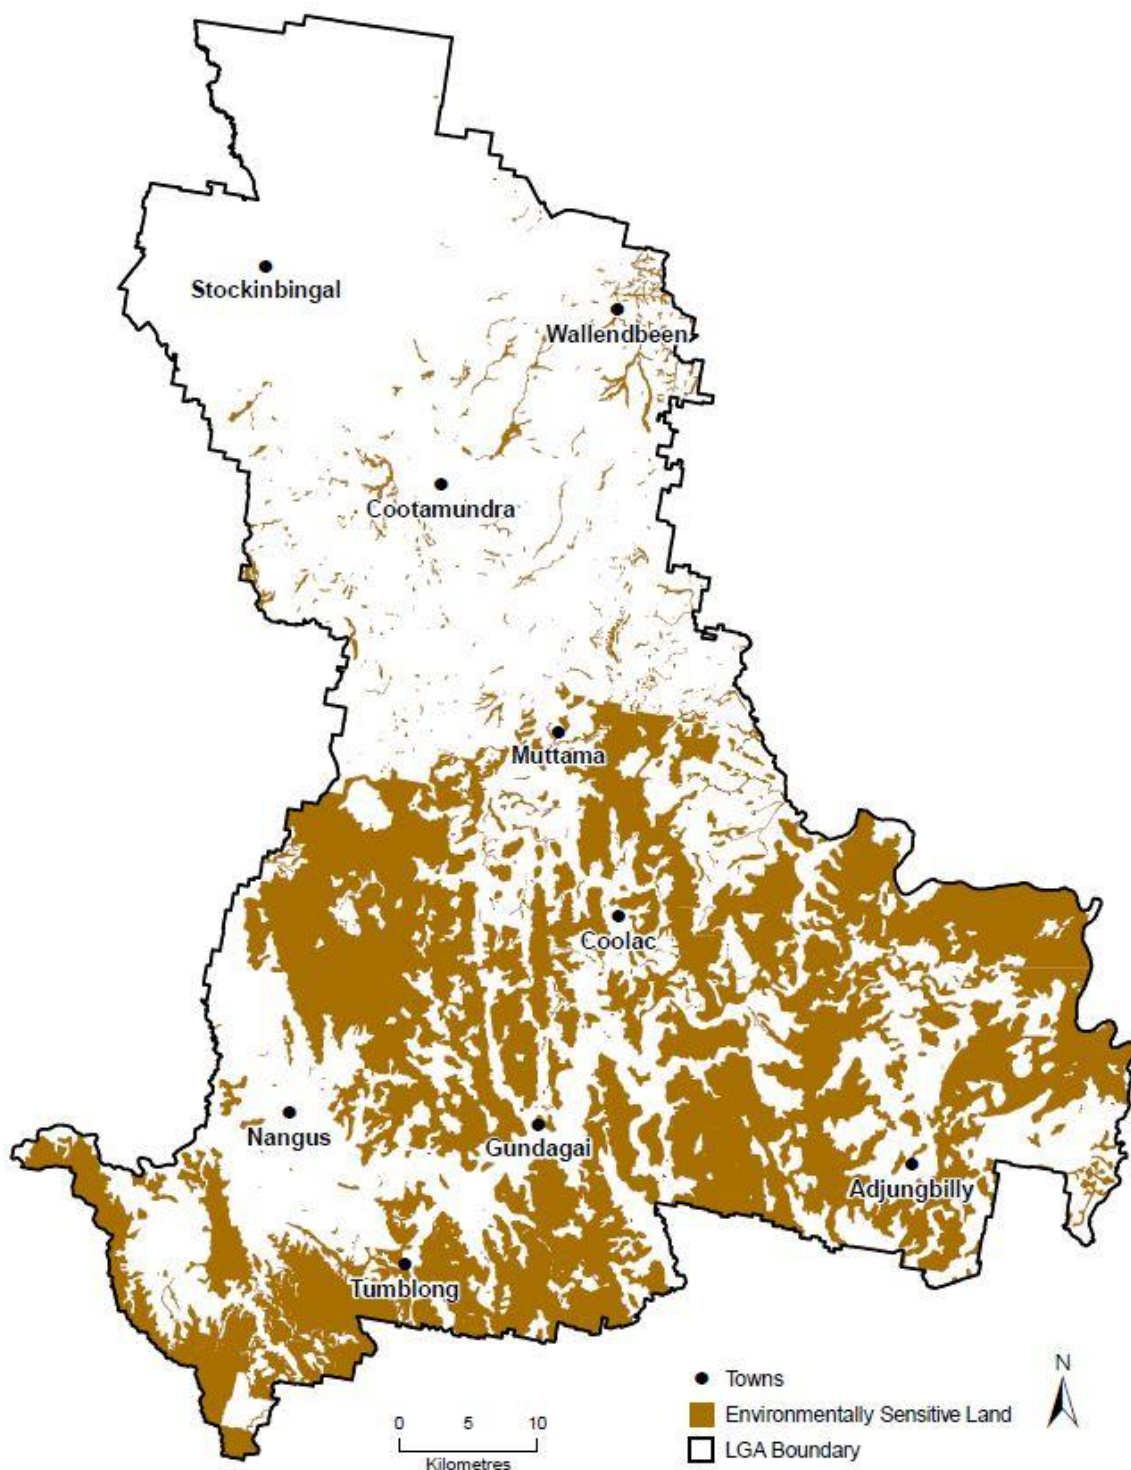 Stockinbingal
Wallendbeen
Cootamundra
Muttama
Coolac
Nangus
Gundagai
Adjungbilly
Tumblong
N
Towns
Environmentally Sensitive Land
LGA Boundary
0 5 10
Kilometres